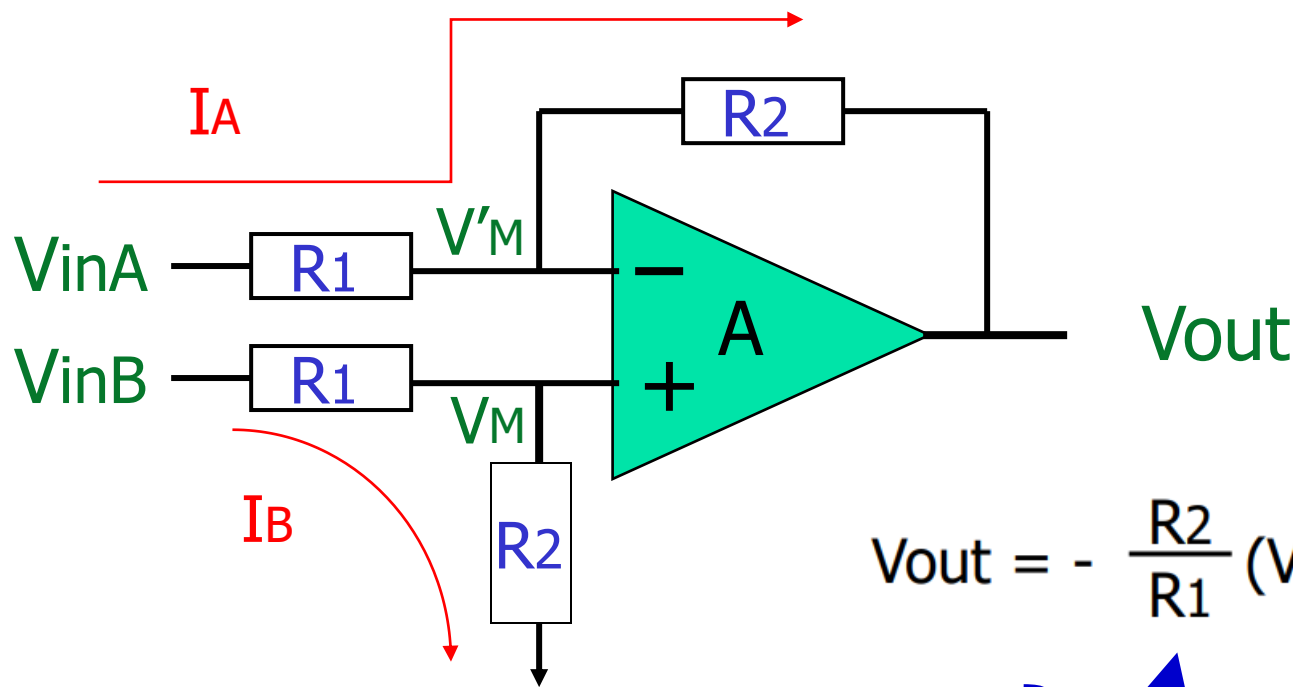 IA
R2
V'M
VinA
R1
−
A
Vout
VinB
R1
+
VM
IB
R2
Vout = - R2
R1 (V